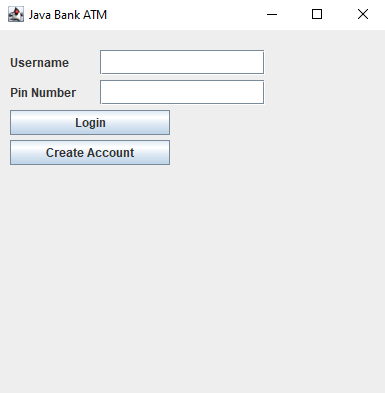 Java Bank ATM
Username
Pin Number
Login
Create Account